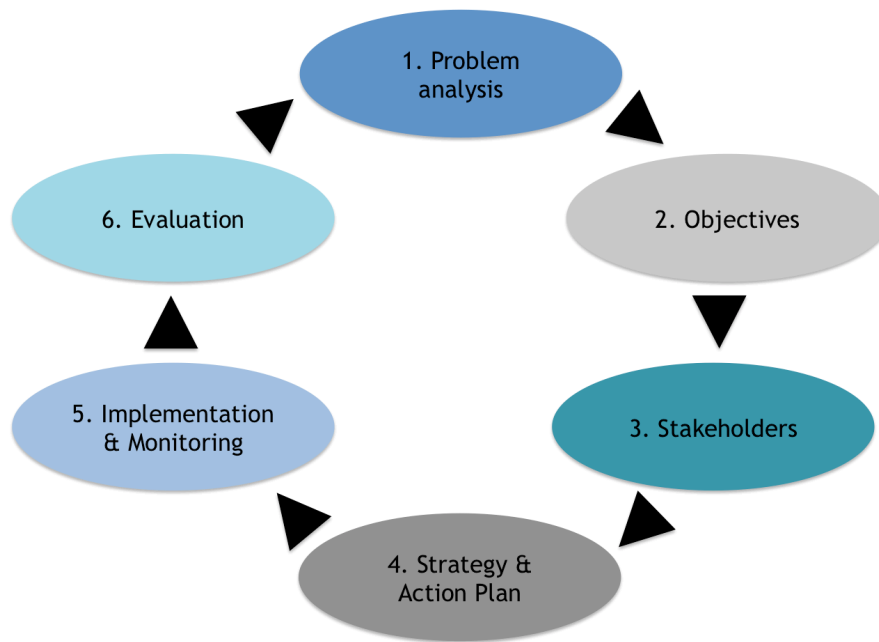 1. Problem
analysis
2. Objectives
3. Stakeholders
4. Strategy &
Action Plan
5. Implementation
& Monitoring
6. Evaluation